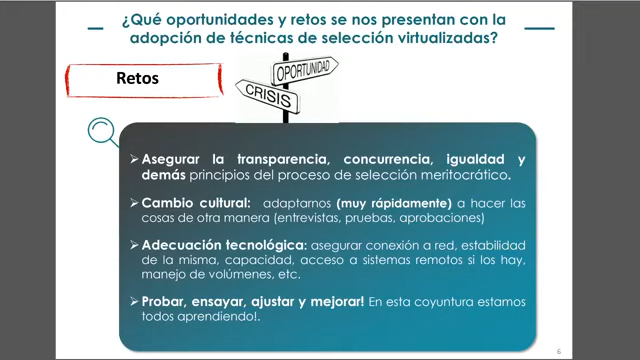 ¿Qué oportunidades y retos se nos presentan con la
adopción de técnicas de selección virtualizadas?
Retos
OPORTUNIDAD
CRISIS
➢ Asegurar la transparencia, concurrencia, igualdad y
demás principios del proceso de selección meritocrático.
➢ Cambio cultural: adaptarnos (muy rápidamente) a hacer las
cosas de otra manera (entrevistas, pruebas, aprobaciones)
➢ Adecuación tecnológica: asegurar conexión a red, estabilidad
de la misma, capacidad, acceso a sistemas remotos si los hay,
manejo de volúmenes, etc.
➢ Probar, ensayar, ajustar y mejorar! En esta coyuntura estamos
todos aprendiendo!.
6